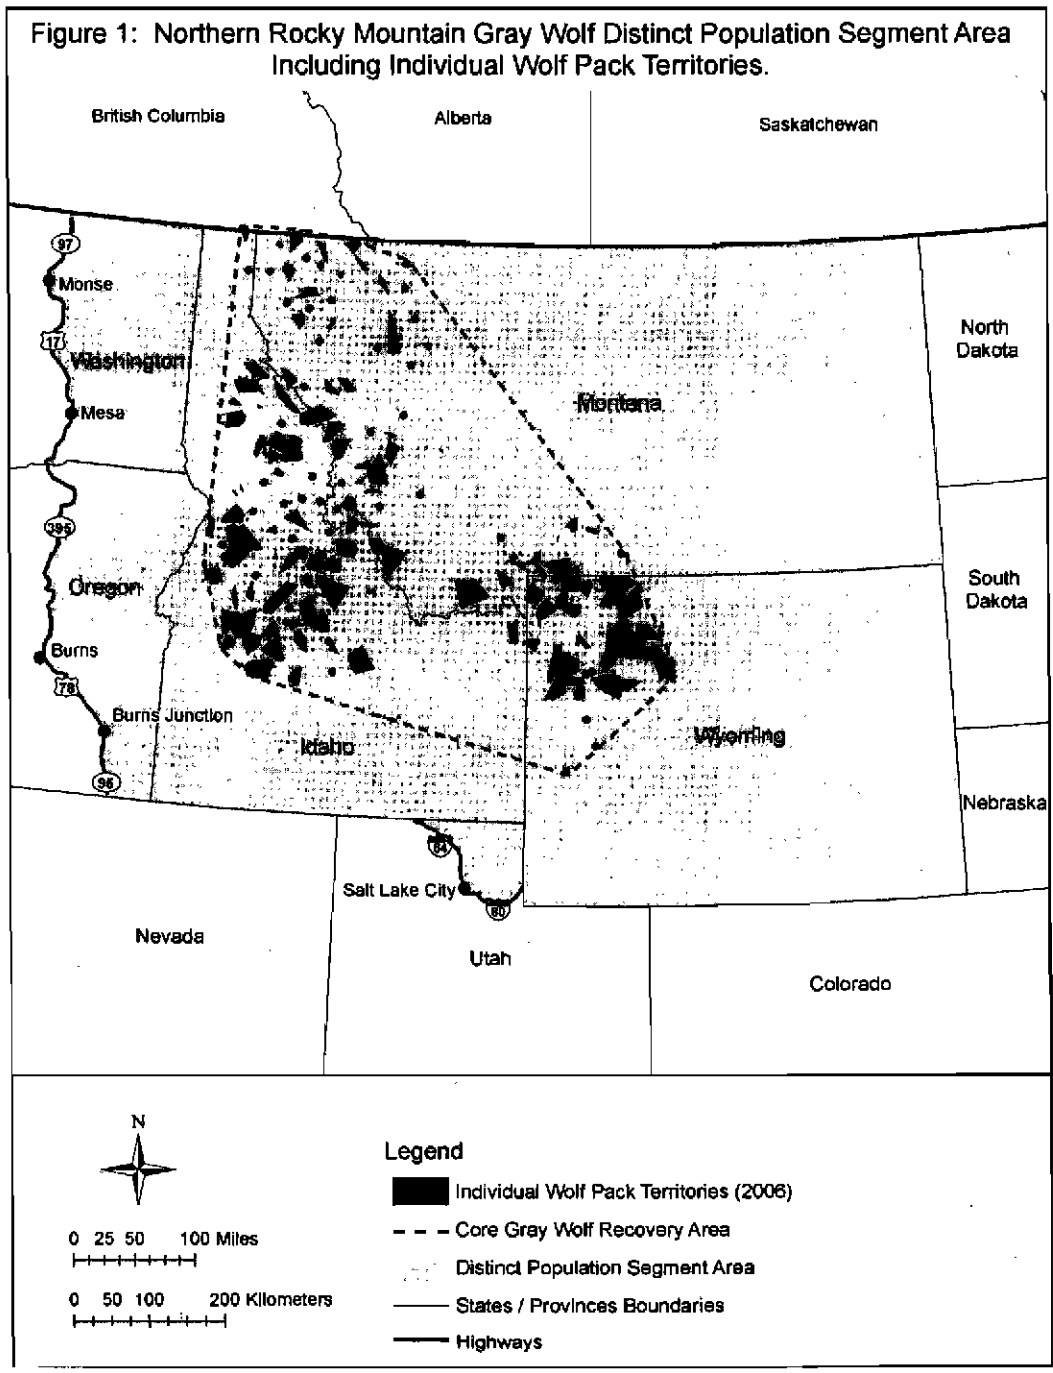 Figure 1: Northern Rocky Mountain Gray Wolf Distinct Population Segment Area
Including Individual Wolf Pack Territories.
British Columbia
Alberta
Saskatchewan
97
Monse
17
Washington
Mesa
Montana
North
Dakota
395
Oregon
South
Dakota
Burns
78
Burns Junction
Idaho
Wyoming
95
Nebraska
84
Salt Lake City
80
Nevada
Utah
Colorado
N
0 25 50 100 Miles
0 50 100 200 Kilometers
Legend
Individual Wolf Pack Territories (2006)
Core Gray Wolf Recovery Area
Distinct Population Segment Area
States / Provinces Boundaries
Highways